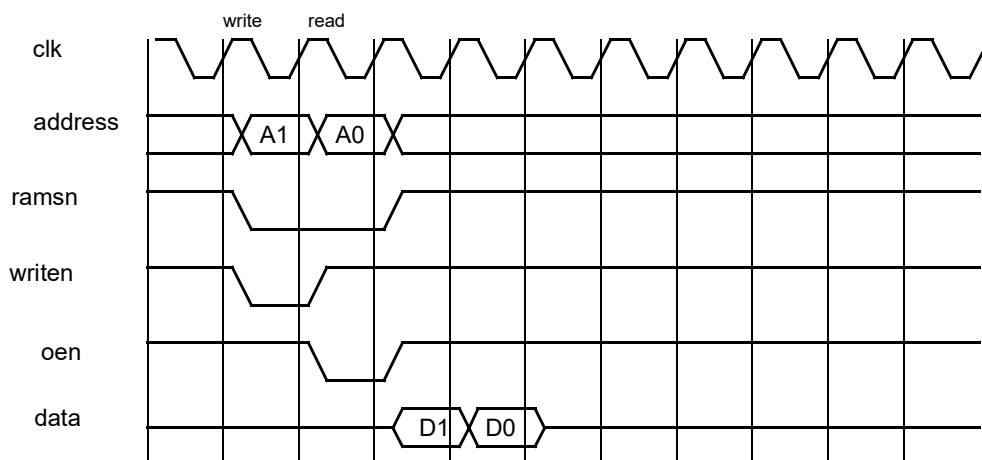 write read
clk
address A1 A0
ramsn
writen
oen
data D1 D0